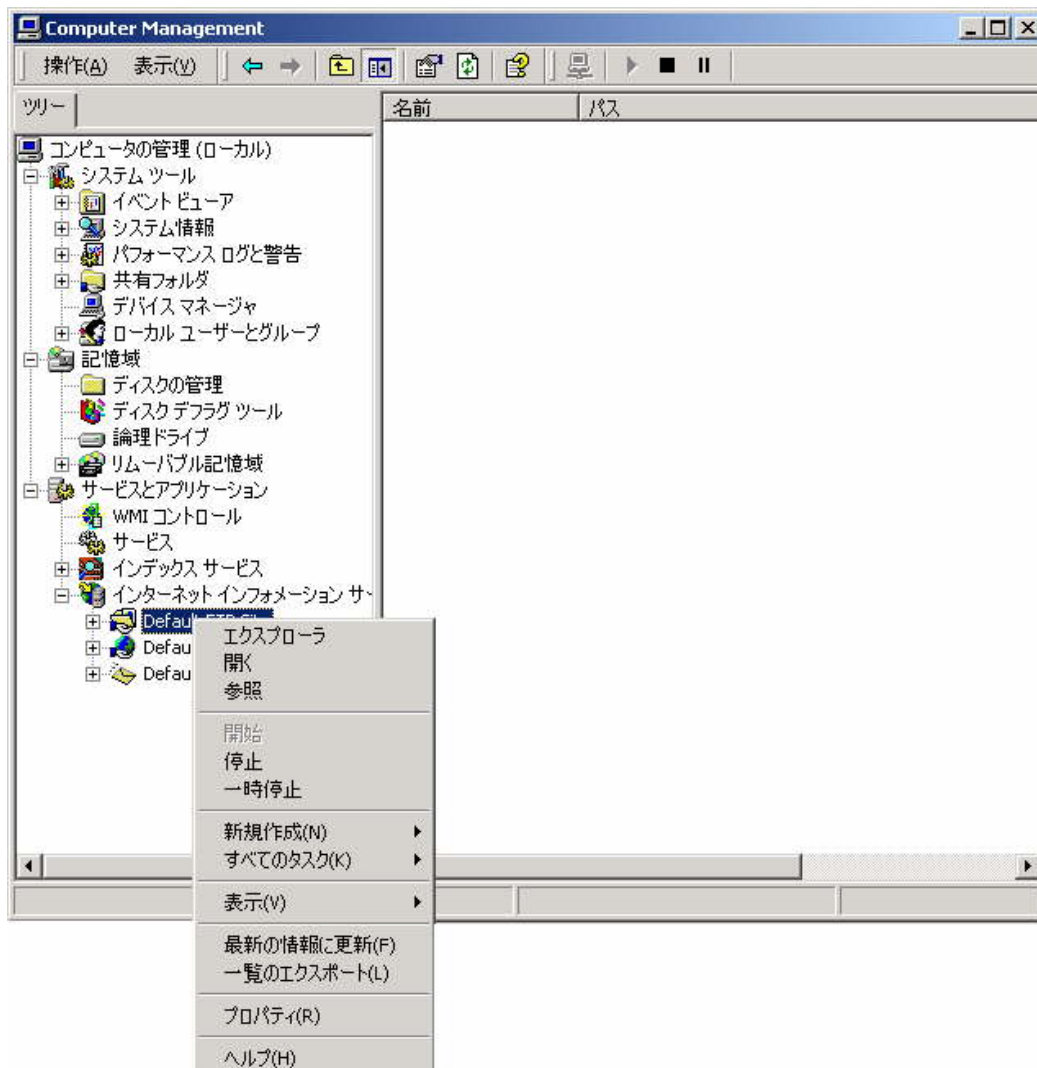 Computer Management
操作(A) 表示(V)
ツリー
名前 パス
コンピュータの管理 (ローカル)
システム ツール
イベント ビューア
システム情報
パフォーマンス ログと警告
共有フォルダ
デバイス マネージャ
ローカル ユーザーとグループ
記憶域
ディスクの管理
ディスク デフラグ ツール
論理ドライブ
リムーバブル記憶域
サービスとアプリケーション
WMI コントロール
サービス
インデックス サービス
インターネット インフォメーション サー
Default FTP Site
Defau
Defau
エクスプローラ
開く
参照
開始
停止
一時停止
新規作成(N)
すべてのタスク(K)
表示(V)
最新の情報に更新(F)
一覧のエクスポート(L)
プロパティ(R)
ヘルプ(H)